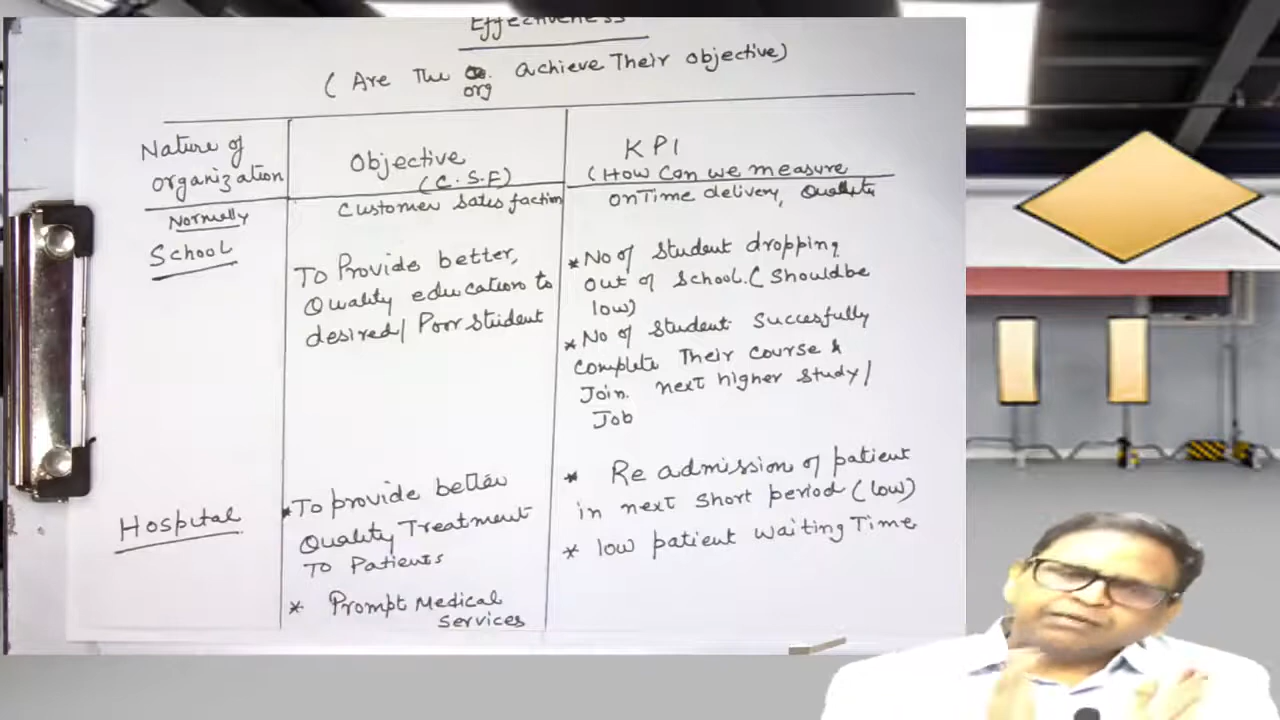 Effectiveness
(Are The org achieve Their objective)
Nature of
organization
Objective
(C.S.F)
KPI
(How Can we measure
Normally
Customer Satesfaction
onTime delivery, Quality
School
To Provide better,
Quality education to
desired/ Poor Student
* No of Student dropping
out of School. (Should be
low)
* No of Student Succesfully
complete Their course &
Join. next higher study/
Job
Hospital
* To provide better
Quality Treatment
To Patients
* Prompt Medical
Services
* Re admission of patient
in next Short period (low)
* low patient waiting Time